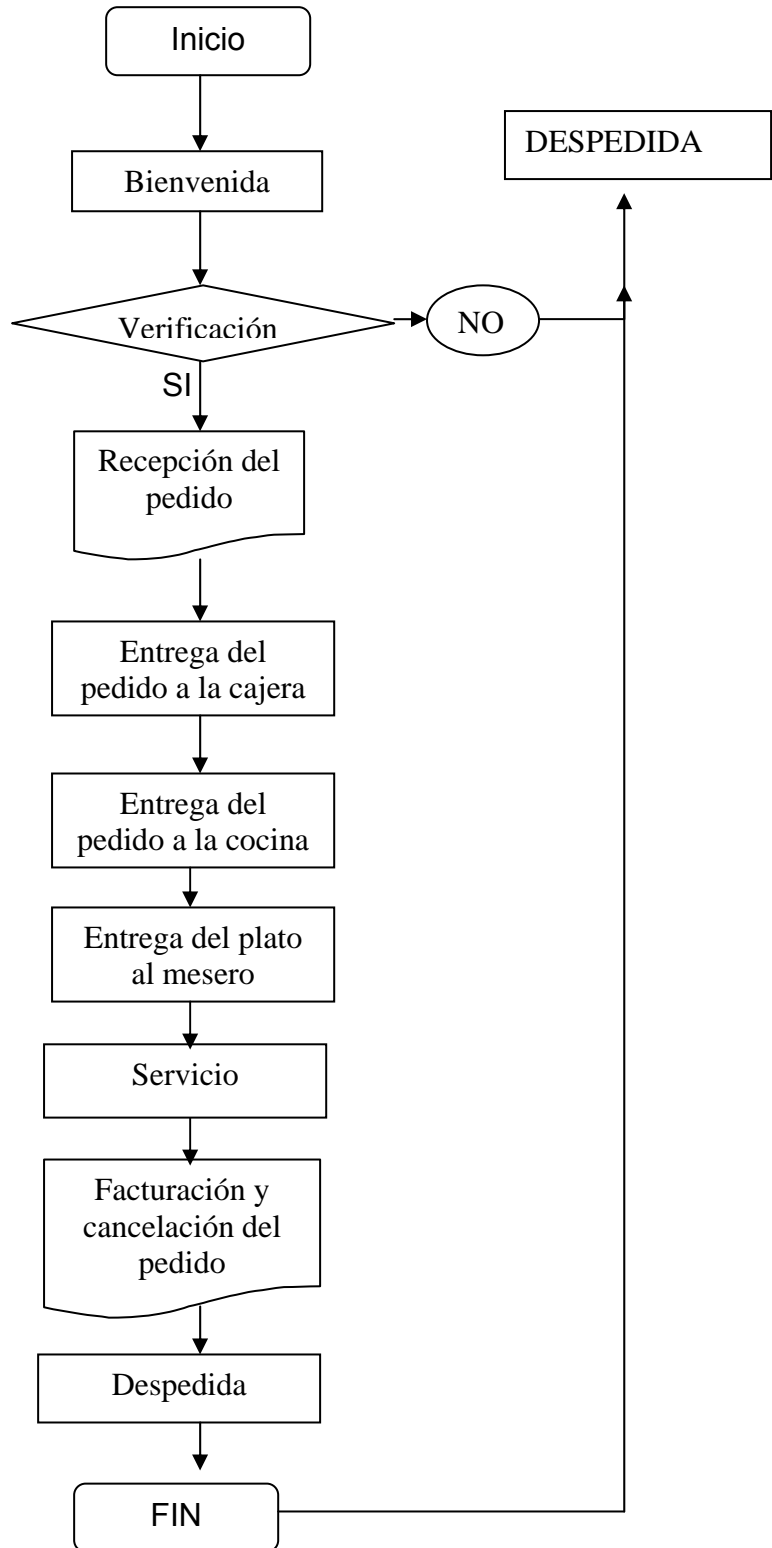 Inicio
DESPEDIDA
Bienvenida
Verificación
NO
SI
Recepción del
pedido
Entrega del
pedido a la cajera
Entrega del
pedido a la cocina
Entrega del plato
al mesero
Servicio
Facturación y
cancelación del
pedido
Despedida
FIN